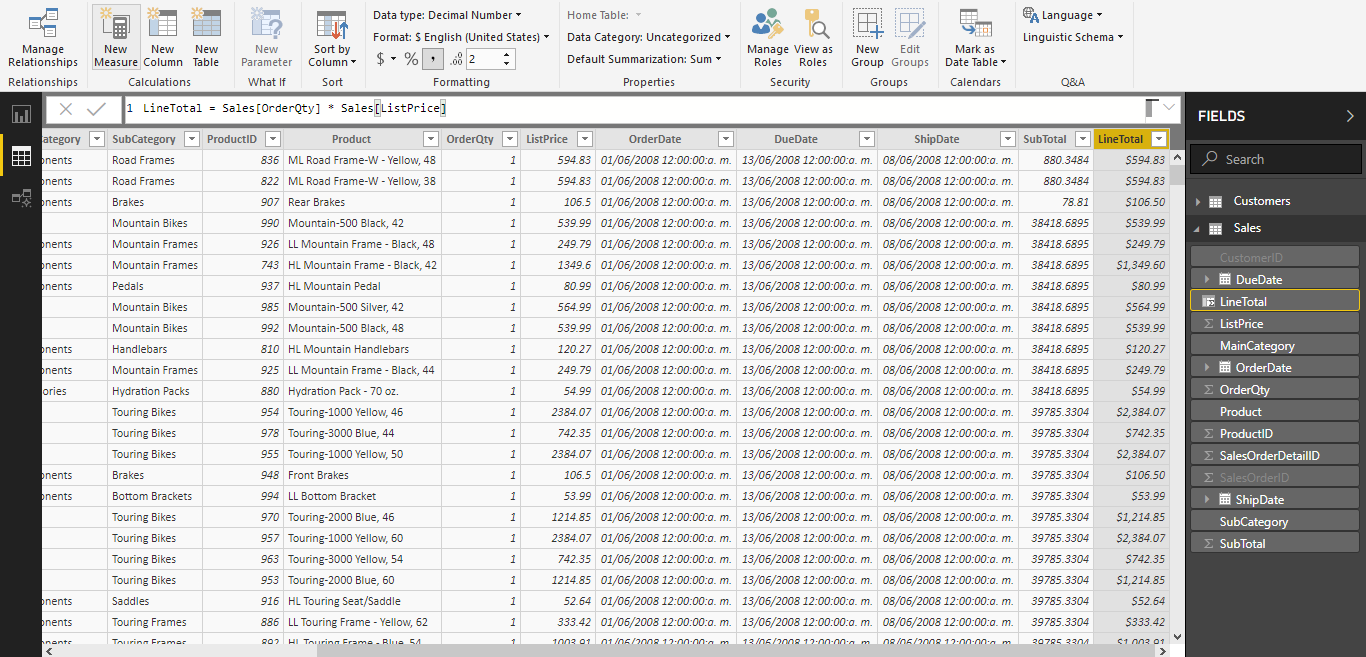 Manage Relationships
New Measure
New Column
New Table
New Parameter
Sort by Column
Data type: Decimal Number
Format: $ English (United States)
$ % , .00 2
Home Table:
Data Category: Uncategorized
Default Summarization: Sum
Manage Roles
View as Roles
New Group
Edit Groups
Mark as Date Table
Language
Linguistic Schema
Relationships Calculations What If Sort Formatting Properties Security Groups Calendars Q&A
1 LineTotal = Sales[OrderQty] * Sales[ListPrice]
ategory SubCategory ProductID Product OrderQty ListPrice OrderDate DueDate ShipDate SubTotal LineTotal
onents Road Frames 836 ML Road Frame-W - Yellow, 48 1 594.83 01/06/2008 12:00:00:a. m. 13/06/2008 12:00:00:a. m. 08/06/2008 12:00:00:a. m. 880.3484 $594.83
onents Road Frames 822 ML Road Frame-W - Yellow, 38 1 594.83 01/06/2008 12:00:00:a. m. 13/06/2008 12:00:00:a. m. 08/06/2008 12:00:00:a. m. 880.3484 $594.83
onents Brakes 907 Rear Brakes 1 106.5 01/06/2008 12:00:00:a. m. 13/06/2008 12:00:00:a. m. 08/06/2008 12:00:00:a. m. 78.81 $106.50
Mountain Bikes 990 Mountain-500 Black, 42 1 539.99 01/06/2008 12:00:00:a. m. 13/06/2008 12:00:00:a. m. 08/06/2008 12:00:00:a. m. 38418.6895 $539.99
onents Mountain Frames 926 LL Mountain Frame - Black, 48 1 249.79 01/06/2008 12:00:00:a. m. 13/06/2008 12:00:00:a. m. 08/06/2008 12:00:00:a. m. 38418.6895 $249.79
onents Mountain Frames 743 HL Mountain Frame - Black, 42 1 1349.6 01/06/2008 12:00:00:a. m. 13/06/2008 12:00:00:a. m. 08/06/2008 12:00:00:a. m. 38418.6895 $1,349.60
onents Pedals 937 HL Mountain Pedal 1 80.99 01/06/2008 12:00:00:a. m. 13/06/2008 12:00:00:a. m. 08/06/2008 12:00:00:a. m. 38418.6895 $80.99
Mountain Bikes 985 Mountain-500 Silver, 42 1 564.99 01/06/2008 12:00:00:a. m. 13/06/2008 12:00:00:a. m. 08/06/2008 12:00:00:a. m. 38418.6895 $564.99
Mountain Bikes 992 Mountain-500 Black, 48 1 539.99 01/06/2008 12:00:00:a. m. 13/06/2008 12:00:00:a. m. 08/06/2008 12:00:00:a. m. 38418.6895 $539.99
onents Handlebars 810 HL Mountain Handlebars 1 120.27 01/06/2008 12:00:00:a. m. 13/06/2008 12:00:00:a. m. 08/06/2008 12:00:00:a. m. 38418.6895 $120.27
onents Mountain Frames 925 LL Mountain Frame - Black, 44 1 249.79 01/06/2008 12:00:00:a. m. 13/06/2008 12:00:00:a. m. 08/06/2008 12:00:00:a. m. 38418.6895 $249.79
ories Hydration Packs 880 Hydration Pack - 70 oz. 1 54.99 01/06/2008 12:00:00:a. m. 13/06/2008 12:00:00:a. m. 08/06/2008 12:00:00:a. m. 38418.6895 $54.99
Touring Bikes 954 Touring-1000 Yellow, 46 1 2384.07 01/06/2008 12:00:00:a. m. 13/06/2008 12:00:00:a. m. 08/06/2008 12:00:00:a. m. 39785.3304 $2,384.07
Touring Bikes 978 Touring-3000 Blue, 44 1 742.35 01/06/2008 12:00:00:a. m. 13/06/2008 12:00:00:a. m. 08/06/2008 12:00:00:a. m. 39785.3304 $742.35
Touring Bikes 955 Touring-1000 Yellow, 50 1 2384.07 01/06/2008 12:00:00:a. m. 13/06/2008 12:00:00:a. m. 08/06/2008 12:00:00:a. m. 39785.3304 $2,384.07
onents Brakes 948 Front Brakes 1 106.5 01/06/2008 12:00:00:a. m. 13/06/2008 12:00:00:a. m. 08/06/2008 12:00:00:a. m. 39785.3304 $106.50
onents Bottom Brackets 994 LL Bottom Bracket 1 53.99 01/06/2008 12:00:00:a. m. 13/06/2008 12:00:00:a. m. 08/06/2008 12:00:00:a. m. 39785.3304 $53.99
Touring Bikes 970 Touring-2000 Blue, 46 1 1214.85 01/06/2008 12:00:00:a. m. 13/06/2008 12:00:00:a. m. 08/06/2008 12:00:00:a. m. 39785.3304 $1,214.85
Touring Bikes 957 Touring-1000 Yellow, 60 1 2384.07 01/06/2008 12:00:00:a. m. 13/06/2008 12:00:00:a. m. 08/06/2008 12:00:00:a. m. 39785.3304 $2,384.07
Touring Bikes 963 Touring-3000 Yellow, 54 1 742.35 01/06/2008 12:00:00:a. m. 13/06/2008 12:00:00:a. m. 08/06/2008 12:00:00:a. m. 39785.3304 $742.35
Touring Bikes 953 Touring-2000 Blue, 60 1 1214.85 01/06/2008 12:00:00:a. m. 13/06/2008 12:00:00:a. m. 08/06/2008 12:00:00:a. m. 39785.3304 $1,214.85
onents Saddles 916 HL Touring Seat/Saddle 1 52.64 01/06/2008 12:00:00:a. m. 13/06/2008 12:00:00:a. m. 08/06/2008 12:00:00:a. m. 39785.3304 $52.64
onents Touring Frames 886 LL Touring Frame - Yellow, 62 1 333.42 01/06/2008 12:00:00:a. m. 13/06/2008 12:00:00:a. m. 08/06/2008 12:00:00:a. m. 39785.3304 $333.42
onents Touring Frames 892 HL Touring Frame - Blue, 54 1 1003.91 01/06/2008 12:00:00:a. m. 13/06/2008 12:00:00:a. m. 08/06/2008 12:00:00:a. m. 39785.3304 $1,003.91
FIELDS
Search
Customers
Sales
CustomerID
DueDate
LineTotal
ListPrice
MainCategory
OrderDate
OrderQty
Product
ProductID
SalesOrderDetailID
SalesOrderID
ShipDate
SubCategory
SubTotal